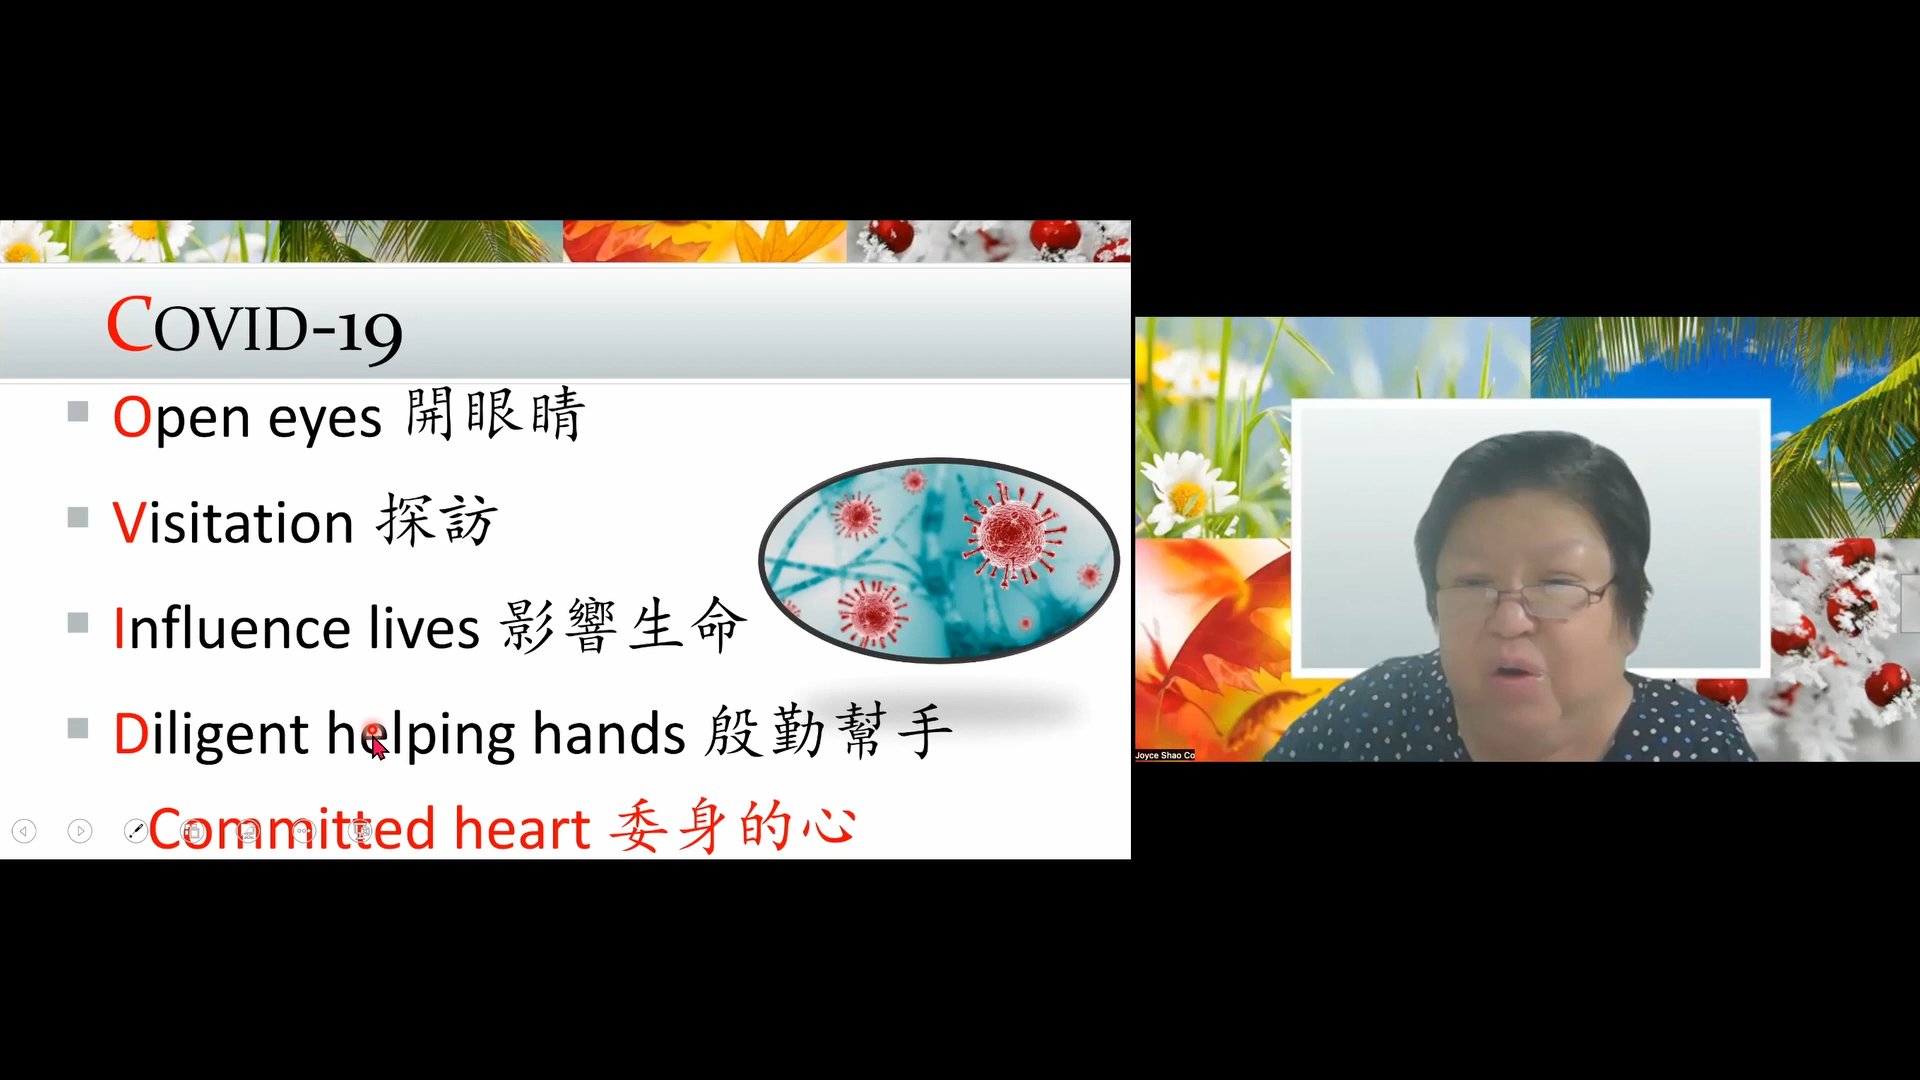 COVID-19
Open eyes 開眼睛
Visitation 探訪
Influence lives 影響生命
Diligent helping hands 殷勤幫手
Committed heart 委身的心
Joyce Shao Co